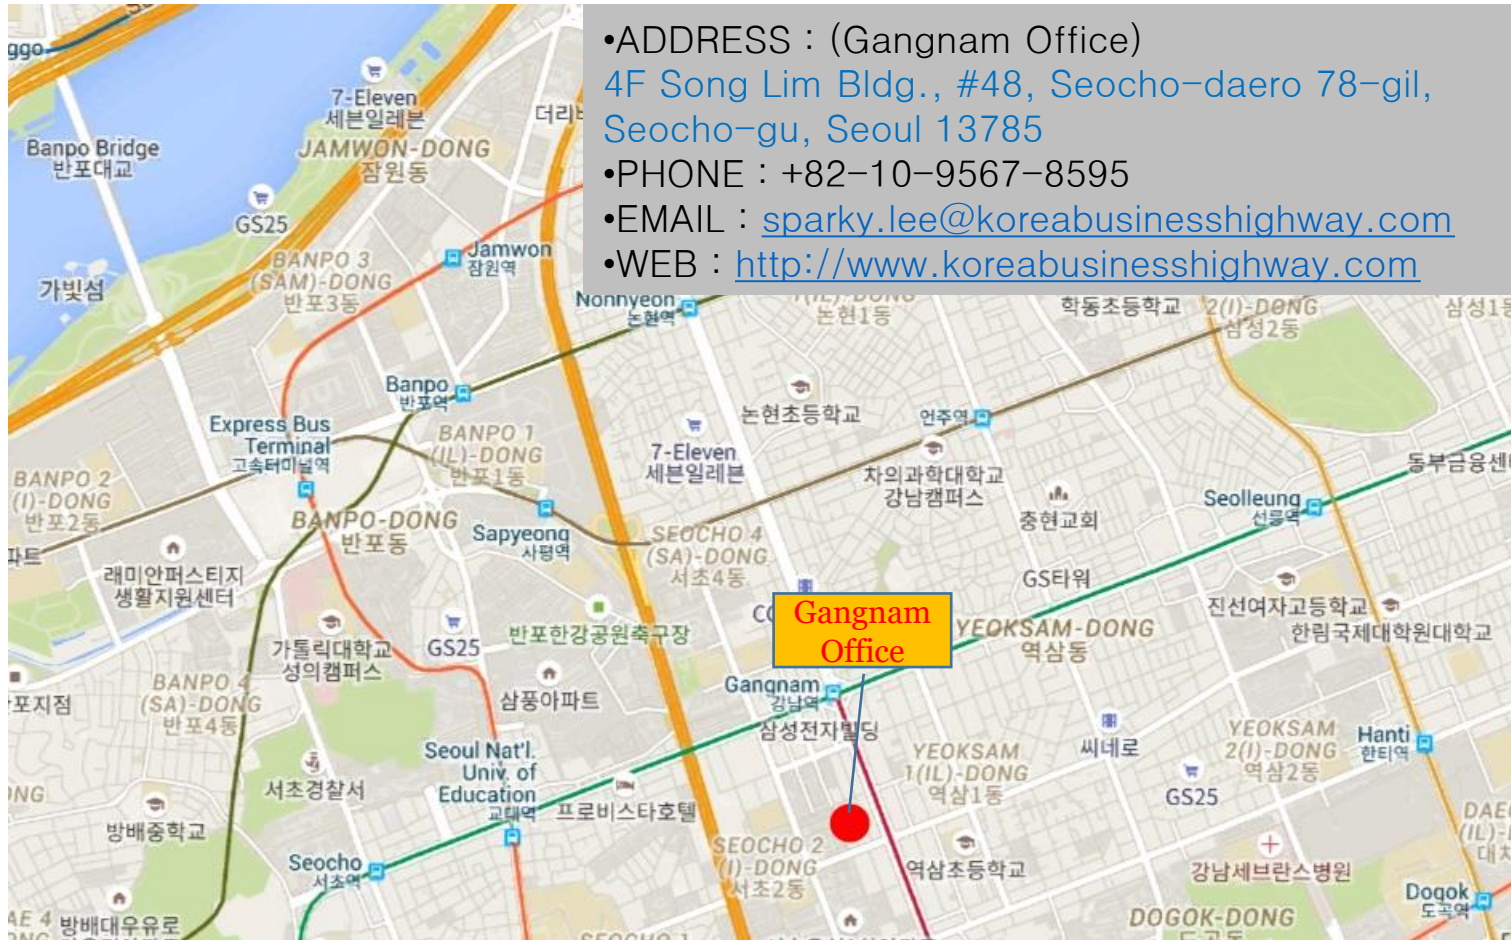 •ADDRESS : (Gangnam Office)
4F Song Lim Bldg., #48, Seocho-daero 78-gil,
Seocho-gu, Seoul 13785
•PHONE : +82-10-9567-8595
•EMAIL : sparky.lee@koreabusinesshighway.com
•WEB : http://www.koreabusinesshighway.com
7-Eleven
세븐일레븐
JAMWON-DONG
잠원동
Banpo Bridge
반포대교
GS25
Jamwon
잠원역
BANPO 3
(SAM)-DONG
반포3동
가빛섬
Nonhyeon
논현역
논현1동
학동초등학교
2(I)-DONG
삼성2동
Banpo
반포역
논현초등학교
언주역
Express Bus
Terminal
고속터미널역
BANPO 1
(IL)-DONG
반포1동
7-Eleven
세븐일레븐
차의과학대학교
강남캠퍼스
BANPO 2
(I)-DONG
반포2동
BANPO-DONG
반포동
Sapyeong
사평역
SEOCHO 4
(SA)-DONG
서초4동
충현교회
Seolleung
선릉역
래미안퍼스티지
생활지원센터
GS타워
진선여자고등학교
한림국제대학원대학교
Gangnam
Office
YEOKSAM-DONG
역삼동
가톨릭대학교
성의캠퍼스
GS25
반포한강공원축구장
BANPO 4
(SA)-DONG
반포4동
삼풍아파트
Gangnam
강남역
삼성전자빌딩
씨네로
YEOKSAM
2(I)-DONG
역삼2동
Hanti
한티역
YEOKSAM
1(IL)-DONG
역삼1동
GS25
서초경찰서
Seoul Nat'l.
Univ. of
Education
교대역
프로비스타호텔
방배중학교
Seocho
서초역
SEOCHO 2
(I)-DONG
서초2동
역삼초등학교
강남세브란스병원
Dogok
도곡역
방배대우유로
DOGOK-DONG